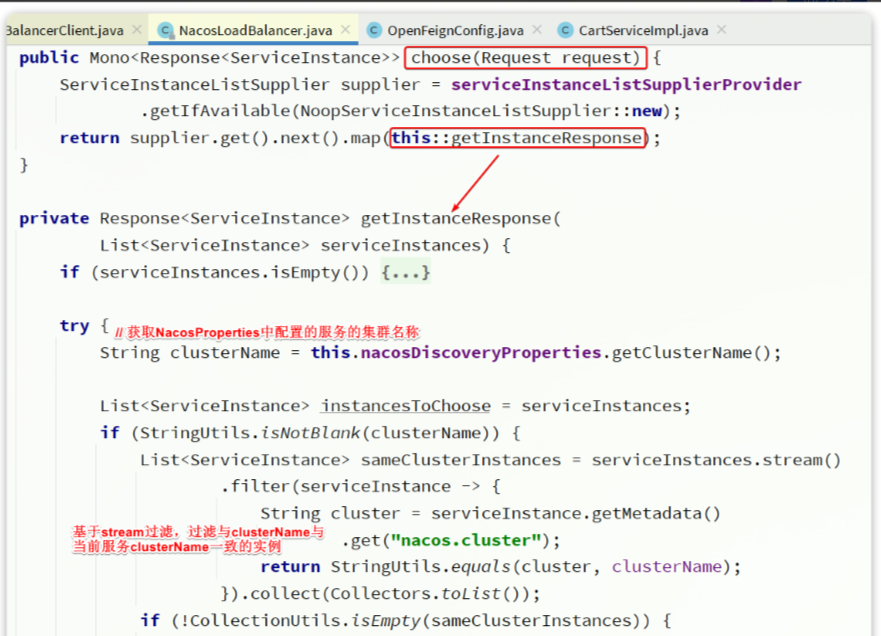 BalancerClient.java × NacosLoadBalancer.java × OpenFeignConfig.java × CartServiceImpl.java ×
public Mono<Response<ServiceInstance>> choose(Request request) {
ServiceInstanceListSupplier supplier = serviceInstanceListSupplierProvider
.getIfAvailable(NoopServiceInstanceListSupplier::new);
return supplier.get().next().map(this::getInstanceResponse);
}
private Response<ServiceInstance> getInstanceResponse(
List<ServiceInstance> serviceInstances) {
if (serviceInstances.isEmpty()) {...}
try { // 获取NacosProperties中配置的服务的集群名称
String clusterName = this.nacosDiscoveryProperties.getClusterName();
List<ServiceInstance> instancesToChoose = serviceInstances;
if (StringUtils.isNotBlank(clusterName)) {
List<ServiceInstance> sameClusterInstances = serviceInstances.stream()
.filter(serviceInstance -> {
String cluster = serviceInstance.getMetadata()
基于stream过滤，过滤与clusterName与
当前服务clusterName一致的实例
.get("nacos.cluster");
return StringUtils.equals(cluster, clusterName);
}).collect(Collectors.toList());
if (!CollectionUtils.isEmpty(sameClusterInstances)) {